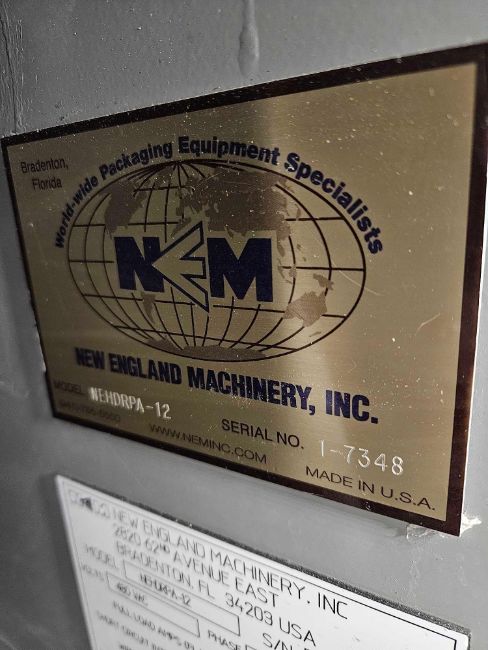 Bradenton,
Florida
World-wide Packaging Equipment Specialists
NEM
NEW ENGLAND MACHINERY, INC.
MODEL NEHDRPA-12
SERIAL NO. 1-7348
WWW.NEMINC.COM
MADE IN U.S.A.
NEW ENGLAND MACHINERY, INC
2820 62ND AVENUE EAST
BRADENTON, FL 34203 USA
MODEL NEHDRPA-12 S/N
VOLTS 480 VAC PHASE
FULL LOAD AMPS
SHORT CIRCUIT